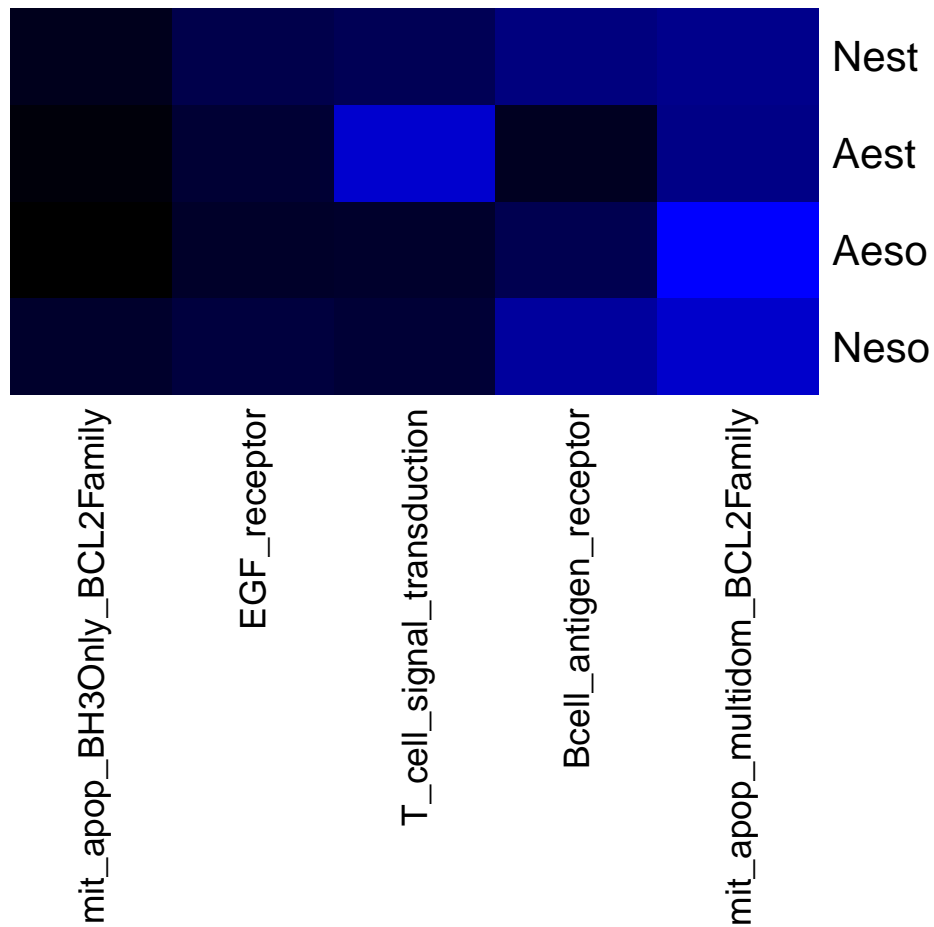 Nest
Aest
Aeso
Neso
mit_apop_BH3Only_BCL2Family
EGF_receptor
T_cell_signal_transduction
Bcell_antigen_receptor
mit_apop_multidom_BCL2Family